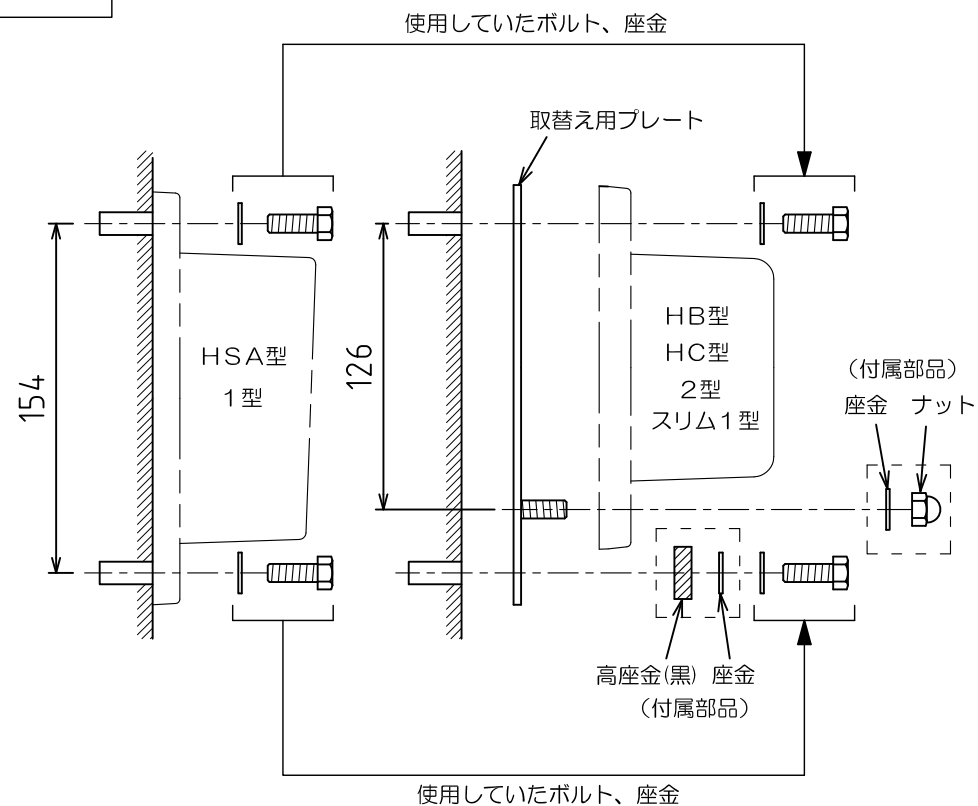 使用していたボルト、座金
取替え用プレート
HSA型
1型
154
126
HB型
HC型
2型
スリム1型
(付属部品)
座金 ナット
高座金(黒) 座金
(付属部品)
使用していたボルト、座金